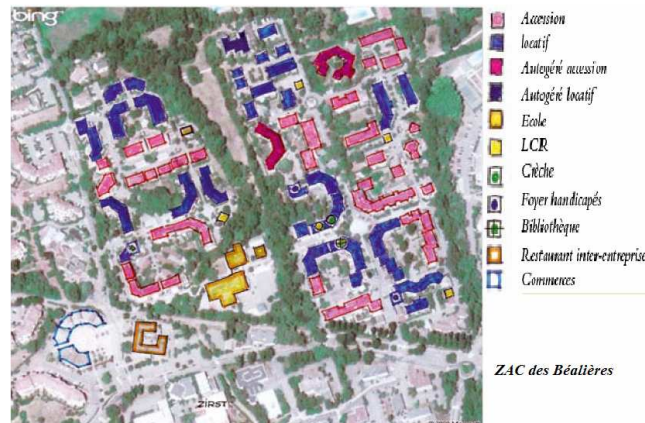 bing
Accession
locatif
Autogéré accession
Autogéré locatif
Ecole
LCR
Crèche
Foyer handicapés
Bibliothèque
Restaurant inter-entreprise
Commerces
ZAC des Béalières
ZIRST